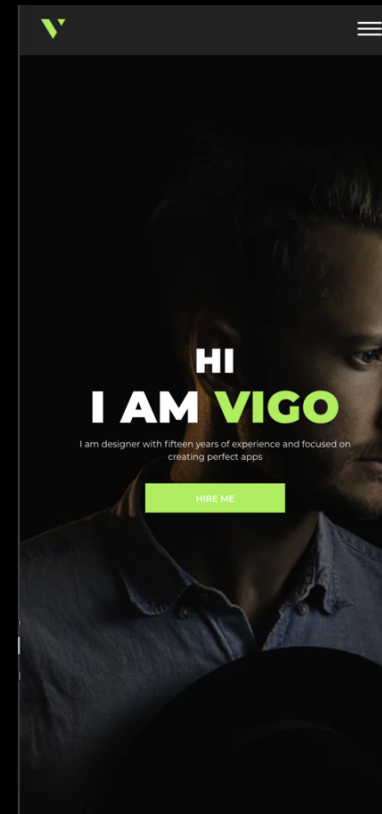 HI
I AM VIGO
I am designer with fifteen years of experience and focused on
creating perfect apps
HIRE ME